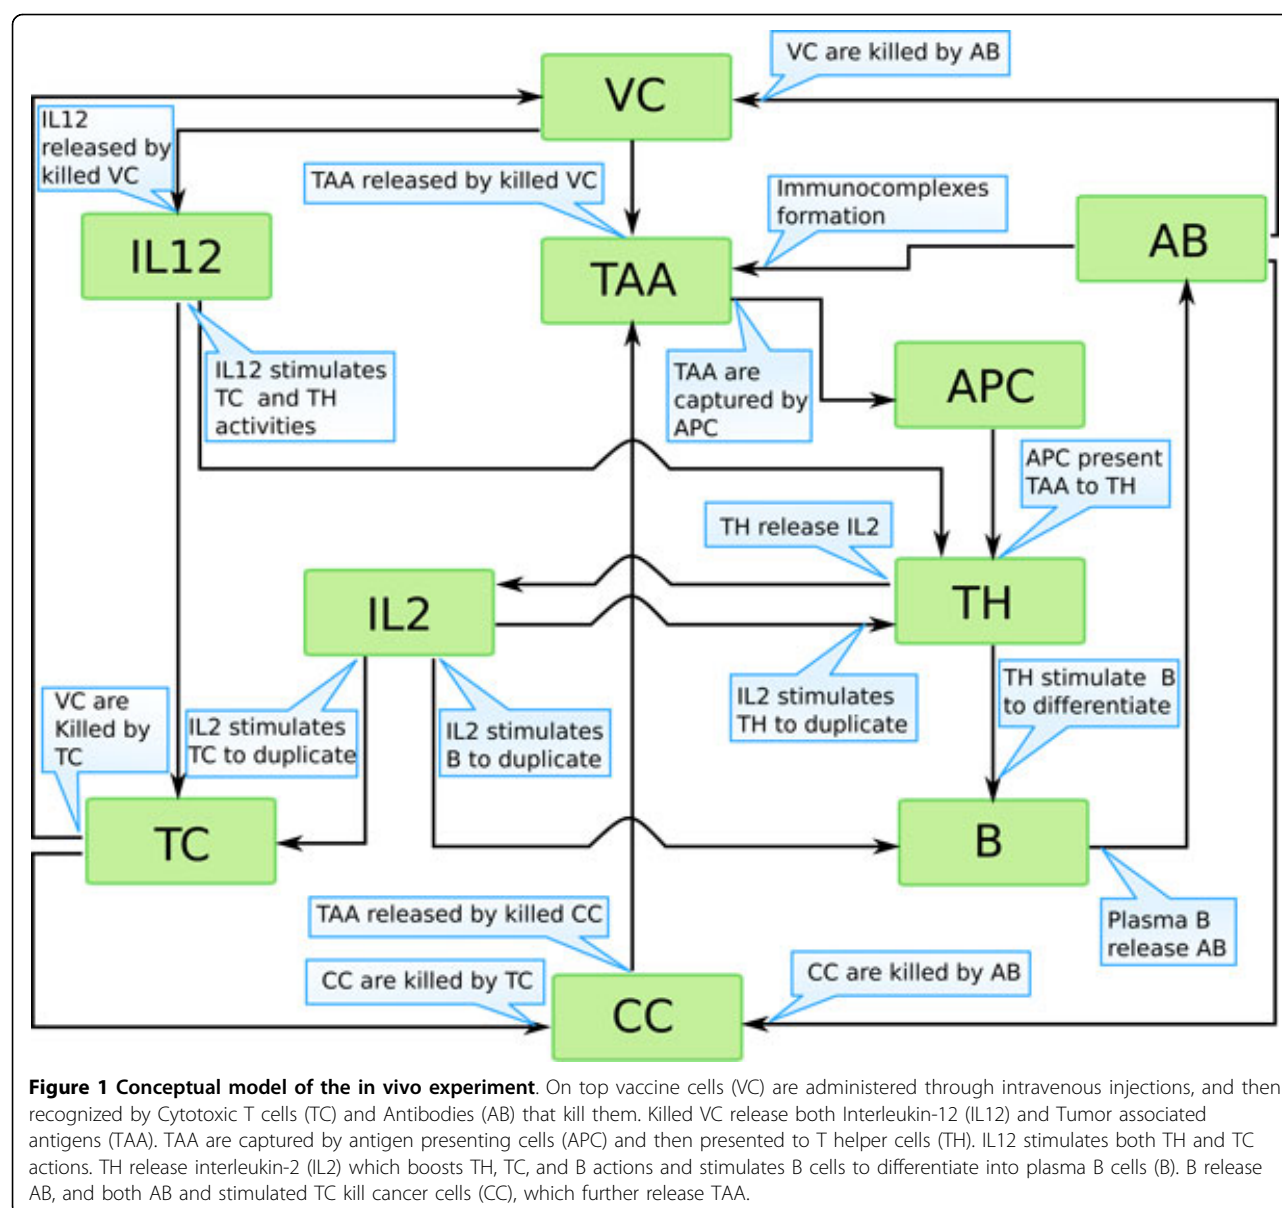 VC are killed by AB
VC
IL12
released by
killed VC
TAA released by killed VC
Immunocomplexes
formation
AB
IL12
TAA
IL12 stimulates
TC and TH
activities
TAA are
captured by
APC
APC
APC present
TAA to TH
TH release IL2
IL2
TH
VC are
Killed by
TC
IL2 stimulates
TC to duplicate
IL2 stimulates
B to duplicate
IL2 stimulates
TH to duplicate
TH stimulate B
to differentiate
TC
B
TAA released by killed CC
Plasma B
release AB
CC are killed by TC
CC are killed by AB
CC
Figure 1 Conceptual model of the in vivo experiment. On top vaccine cells (VC) are administered through intravenous injections, and then
recognized by Cytotoxic T cells (TC) and Antibodies (AB) that kill them. Killed VC release both Interleukin-12 (IL12) and Tumor associated
antigens (TAA). TAA are captured by antigen presenting cells (APC) and then presented to T helper cells (TH). IL12 stimulates both TH and TC
actions. TH release interleukin-2 (IL2) which boosts TH, TC, and B actions and stimulates B cells to differentiate into plasma B cells (B). B release
AB, and both AB and stimulated TC kill cancer cells (CC), which further release TAA.